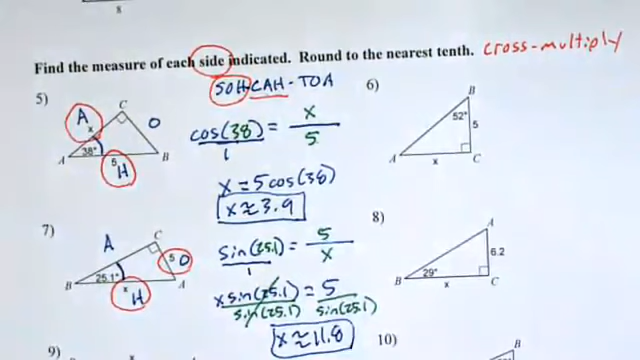 8
Find the measure of each side indicated. Round to the nearest tenth. cross-multiply
SOH-CAH-TOA
5)
C
A
x
O
38°
A
5
B
H
cos(38) = x
1 5
x = 5cos(38)
x ≈ 3.9
6)
B
52°
5
A
x
C
7)
A
C
5 O
25.1°
B
x
A
H
sin(25.1) = 5
1 x
x sin(25.1) = 5
sin(25.1) sin(25.1)
x ≈ 11.8
8)
A
6.2
29°
B
x
C
9)
10)
B